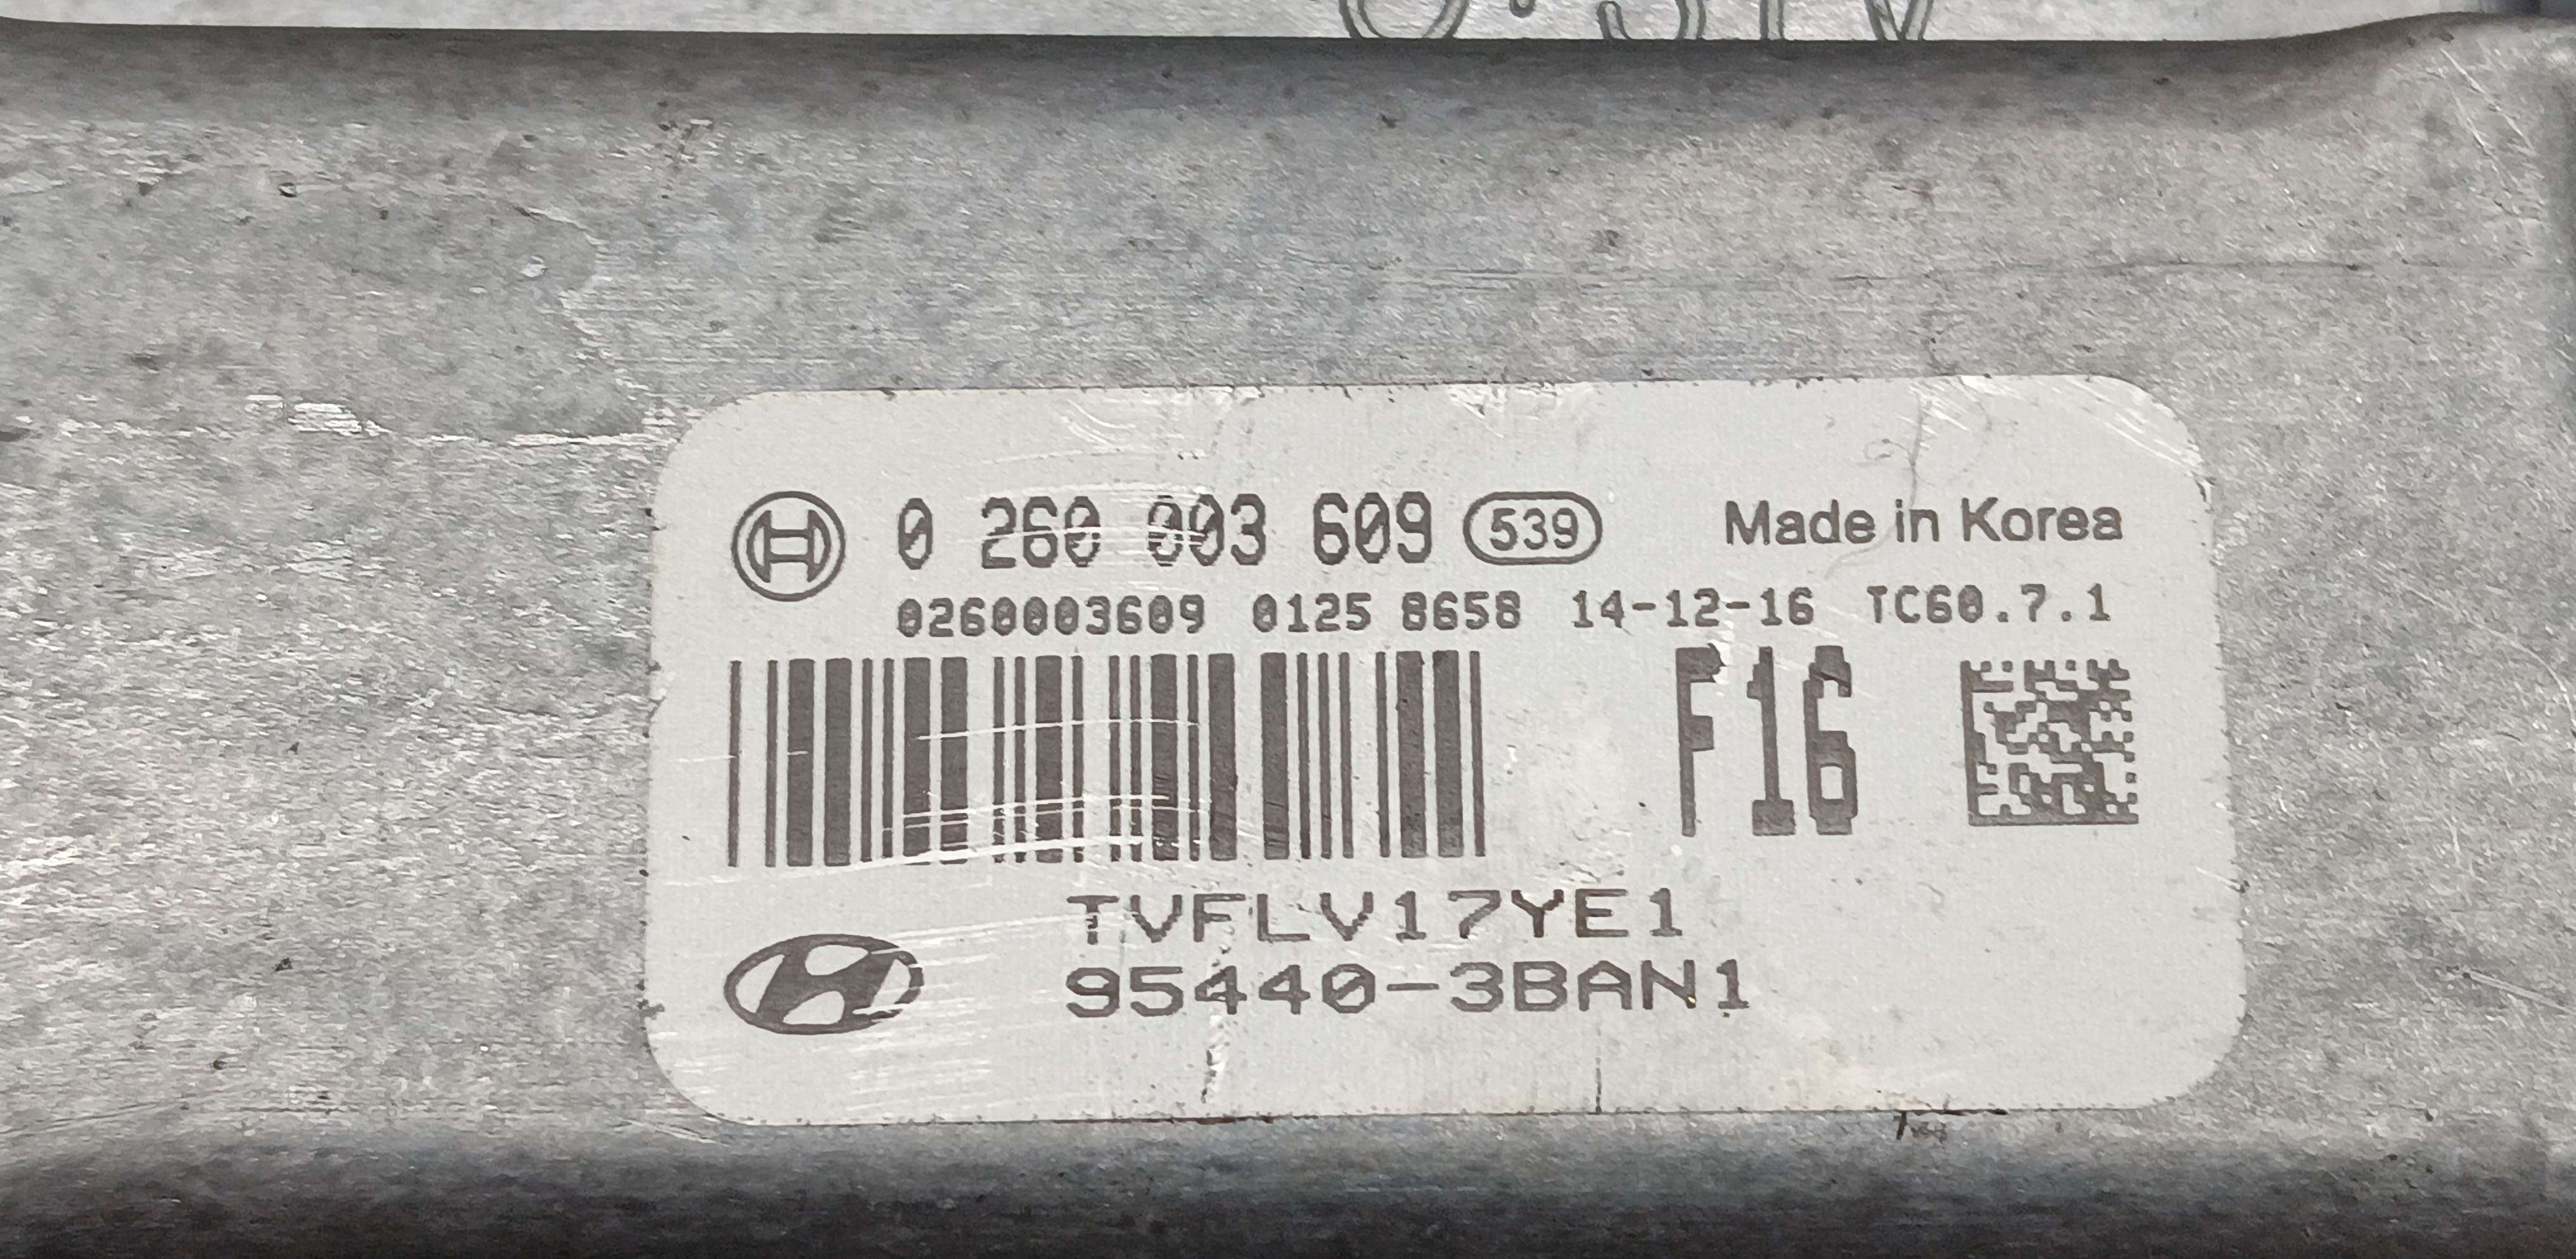 0 260 003 609 539 Made in Korea
0260003609 0125 8658 14-12-16 TC60.7.1
F16
TVFLV17YE1
95440-3BAN1